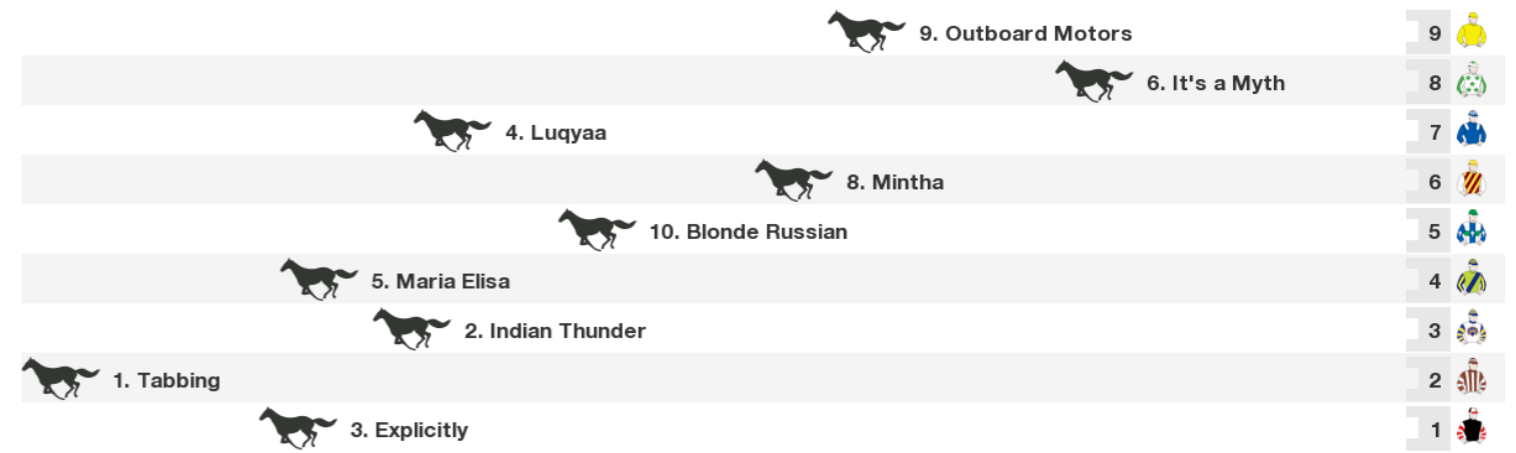 9. Outboard Motors 9
6. It's a Myth 8
4. Luqyaa 7
8. Mintha 6
10. Blonde Russian 5
5. Maria Elisa 4
2. Indian Thunder 3
1. Tabbing 2
3. Explicitly 1